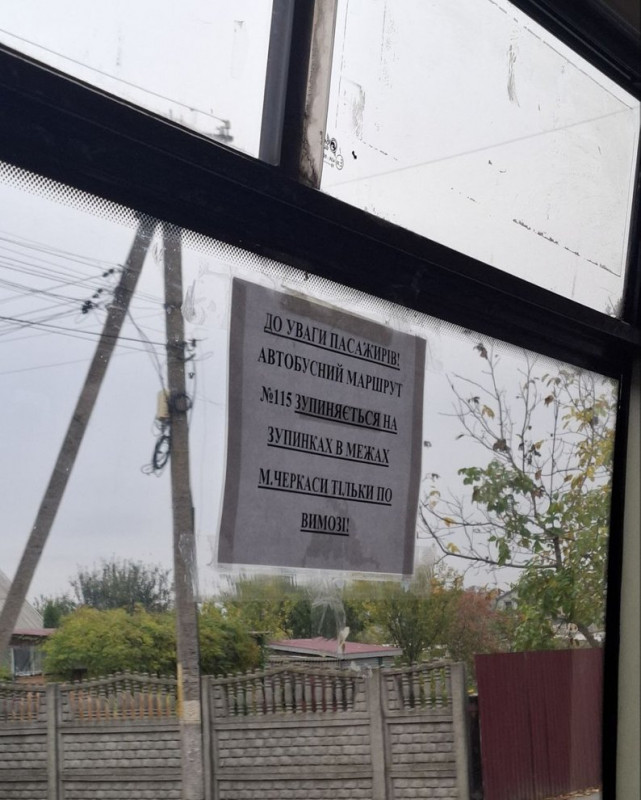 ДО УВАГИ ПАСАЖИРІВ!
АВТОБУСНИЙ МАРШРУТ
№115 ЗУПИНЯЄТЬСЯ НА
ЗУПИНКАХ В МЕЖАХ
М.ЧЕРКАСИ ТІЛЬКИ ПО
ВИМОЗІ!